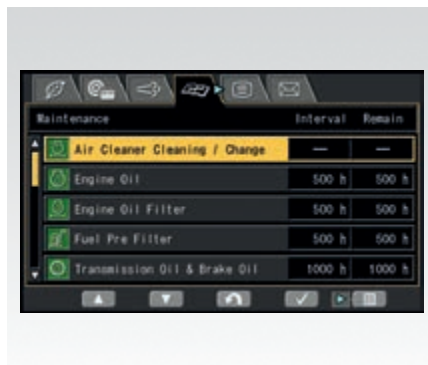 Maintenance Interval Remain
Air Cleaner Cleaning / Change — —
Engine Oil 500 h 500 h
Engine Oil Filter 500 h 500 h
Fuel Pre Filter 500 h 500 h
Transmission Oil & Brake Oil 1000 h 1000 h